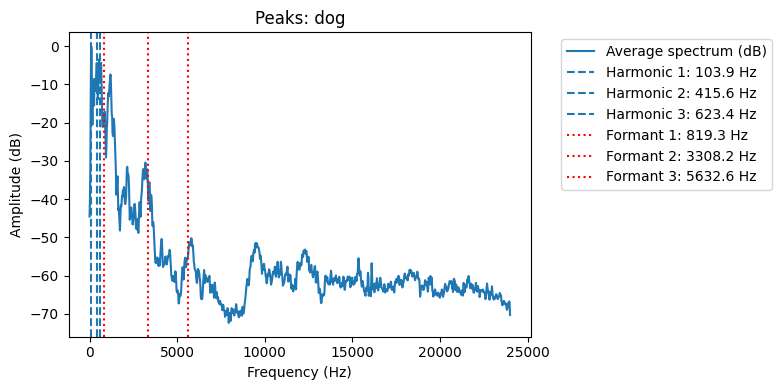 Peaks: dog
Amplitude (dB)
0
−10
−20
−30
−40
−50
−60
−70
0
5000
10000
15000
20000
25000
Frequency (Hz)
Average spectrum (dB)
Harmonic 1: 103.9 Hz
Harmonic 2: 415.6 Hz
Harmonic 3: 623.4 Hz
Formant 1: 819.3 Hz
Formant 2: 3308.2 Hz
Formant 3: 5632.6 Hz